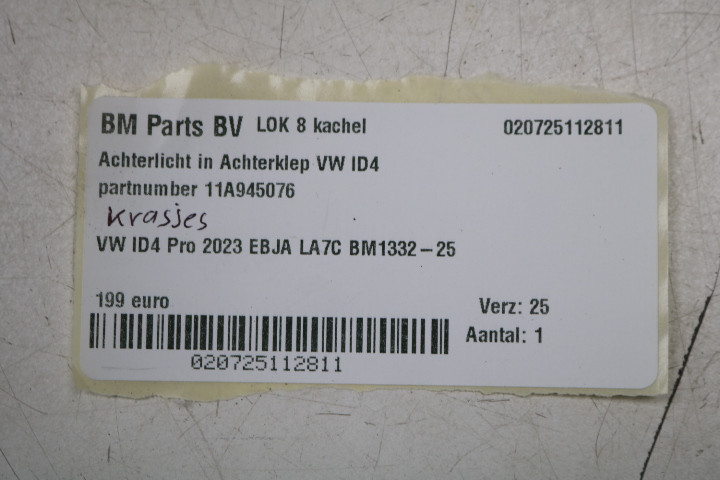 BM Parts BV LOK 8 kachel 020725112811
Achterlicht in Achterklep VW ID4
partnumber 11A945076
krasjes
VW ID4 Pro 2023 EBJA LA7C BM1332-25
199 euro Verz: 25
Aantal: 1
020725112811